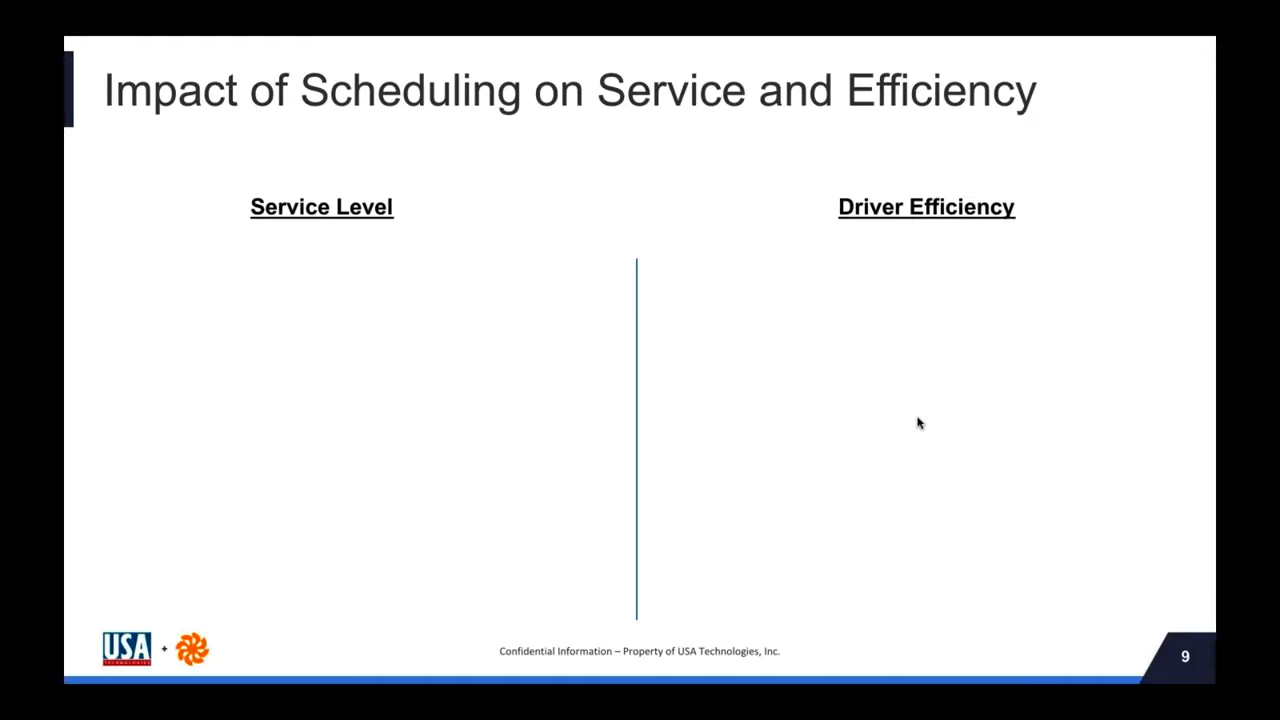 Impact of Scheduling on Service and Efficiency
Service Level
Driver Efficiency
USA
TECHNOLOGIES
+
Confidential Information – Property of USA Technologies, Inc.
9